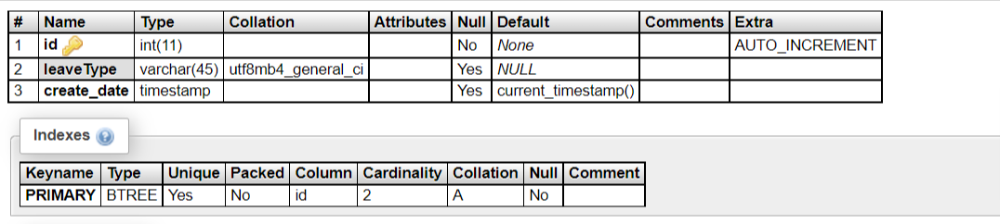 # Name Type Collation Attributes Null Default Comments Extra
1 id int(11) No None AUTO_INCREMENT
2 leaveType varchar(45) utf8mb4_general_ci Yes NULL
3 create_date timestamp Yes current_timestamp()
Indexes
Keyname Type Unique Packed Column Cardinality Collation Null Comment
PRIMARY BTREE Yes No id 2 A No